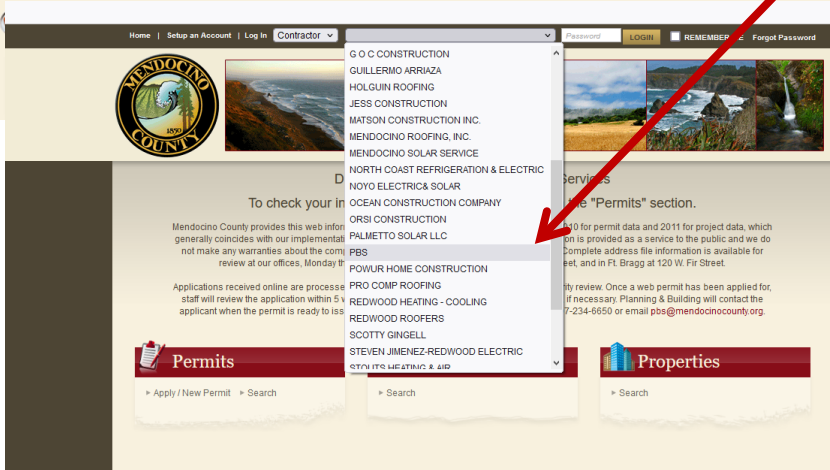 Home | Setup an Account | Log In Contractor Password LOGIN REMEMBER ME Forgot Password
MENDOCINO
1850
COUNTY
G O C CONSTRUCTION
GUILLERMO ARRIAZA
HOLGUIN ROOFING
JESS CONSTRUCTION
MATSON CONSTRUCTION INC.
MENDOCINO ROOFING, INC.
MENDOCINO SOLAR SERVICE
NORTH COAST REFRIGERATION & ELECTRIC
NOYO ELECTRIC& SOLAR
OCEAN CONSTRUCTION COMPANY
ORSI CONSTRUCTION
PALMETTO SOLAR LLC
PBS
POWUR HOME CONSTRUCTION
PRO COMP ROOFING
REDWOOD HEATING - COOLING
REDWOOD ROOFERS
SCOTTY GINGELL
STEVEN JIMENEZ-REDWOOD ELECTRIC
STOUTS HEATING & AIR
D Services
To check your in the "Permits" section.
Mendocino County provides this web inform 10 for permit data and 2011 for project data, which
generally coincides with our implementati on is provided as a service to the public and we do
not make any warranties about the comp Complete address file information is available for
review at our offices, Monday th eet, and in Ft. Bragg at 120 W. Fir Street.
Applications received online are processe ity review. Once a web permit has been applied for,
staff will review the application within 5 if necessary. Planning & Building will contact the
applicant when the permit is ready to iss 7-234-6650 or email pbs@mendocinocounty.org.
Permits
Apply / New Permit Search
Search
Properties
Search